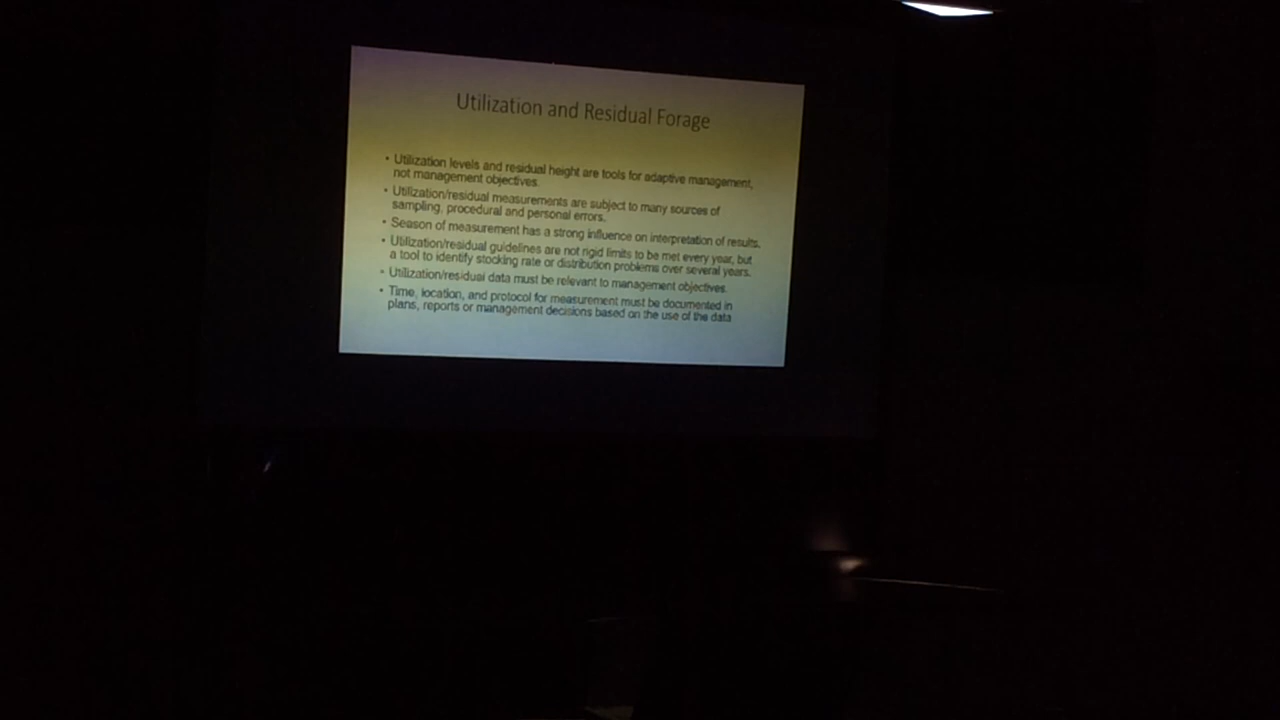 Utilization and Residual Forage
• Utilization levels and residual height are tools for adaptive management,
not management objectives.
• Utilization/residual measurements are subject to many sources of
sampling, procedural and personal errors.
• Season of measurement has a strong influence on interpretation of results.
• Utilization/residual guidelines are not rigid limits to be met every year, but
a tool to identify stocking rate or distribution problems over several years.
• Utilization/residual data must be relevant to management objectives.
• Time, location, and protocol for measurement must be documented in
plans, reports or management decisions based on the use of the data